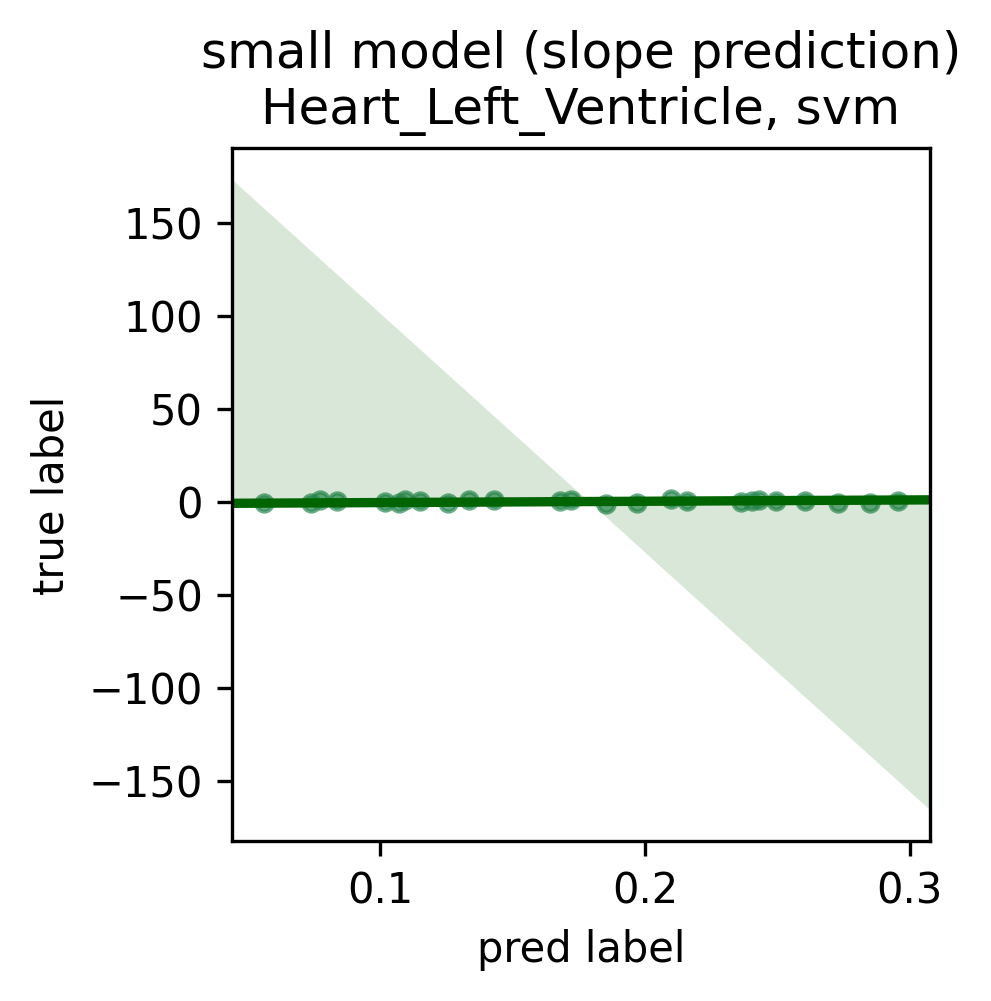 small model (slope prediction)
Heart_Left_Ventricle, svm
150
100
50
0
−50
−100
−150
true label
0.1 0.2 0.3
pred label